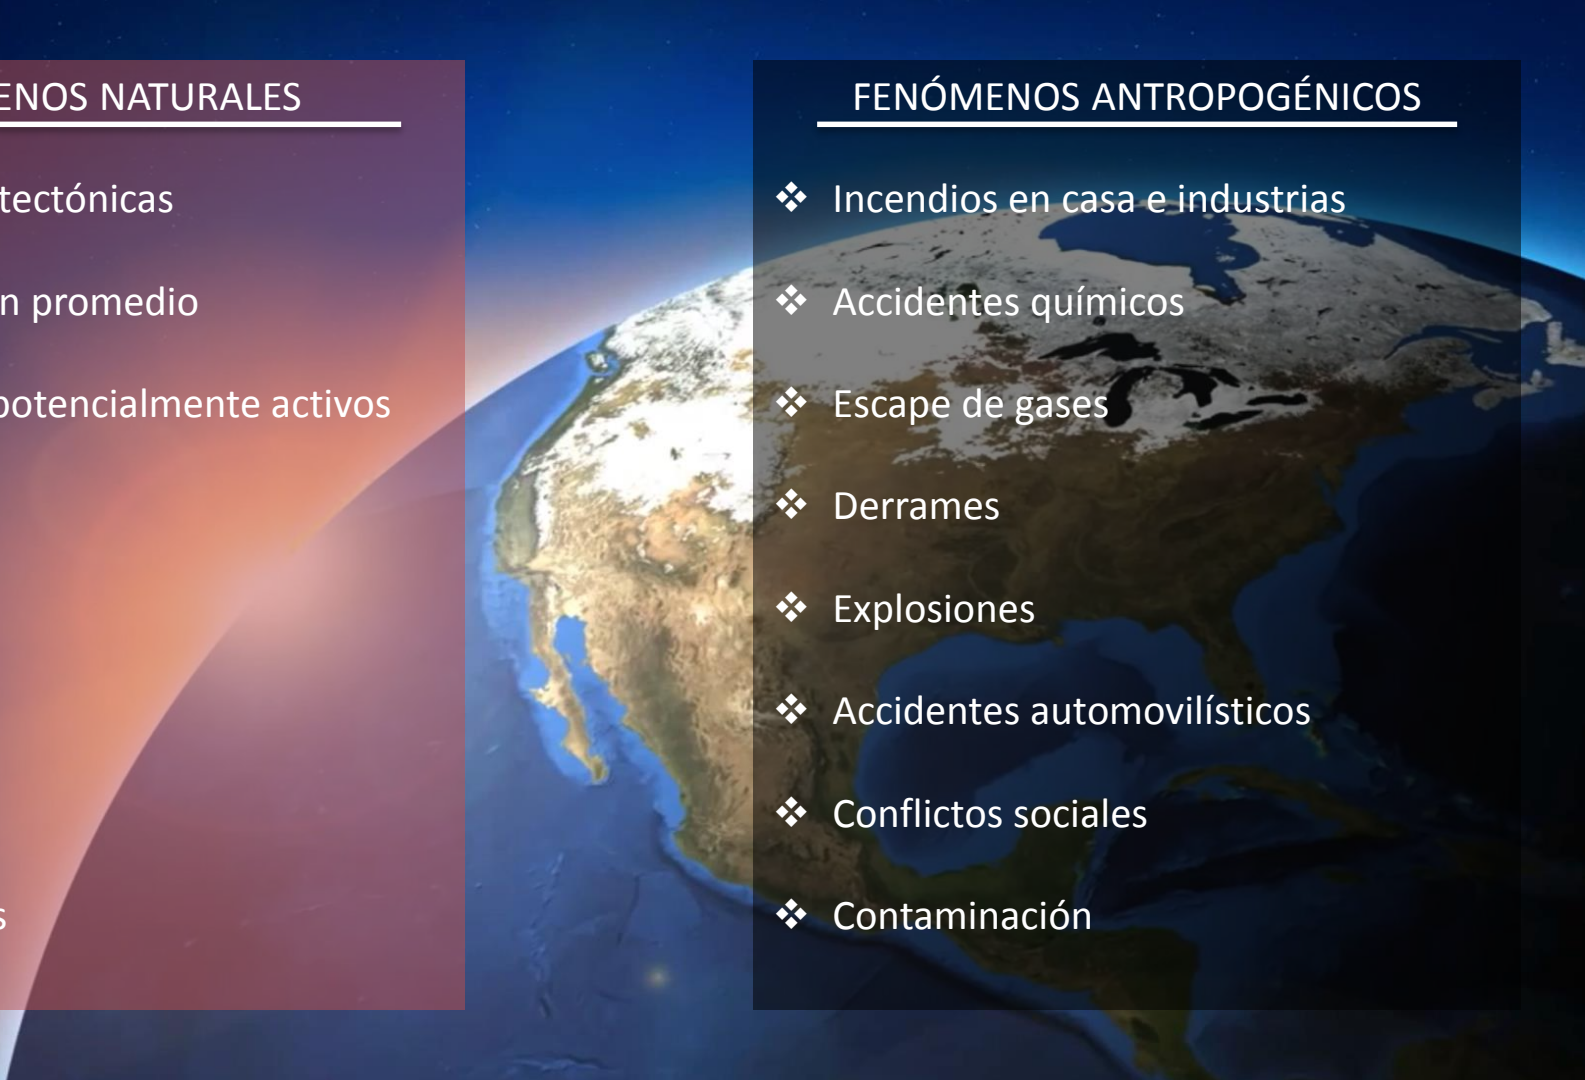 ENOS NATURALES
tectónicas
n promedio
potencialmente activos
s
FENÓMENOS ANTROPOGÉNICOS
❖ Incendios en casa e industrias
❖ Accidentes químicos
❖ Escape de gases
❖ Derrames
❖ Explosiones
❖ Accidentes automovilísticos
❖ Conflictos sociales
❖ Contaminación